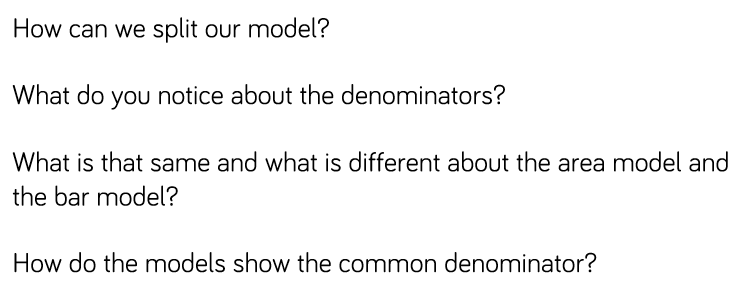 How can we split our model?
What do you notice about the denominators?
What is that same and what is different about the area model and
the bar model?
How do the models show the common denominator?